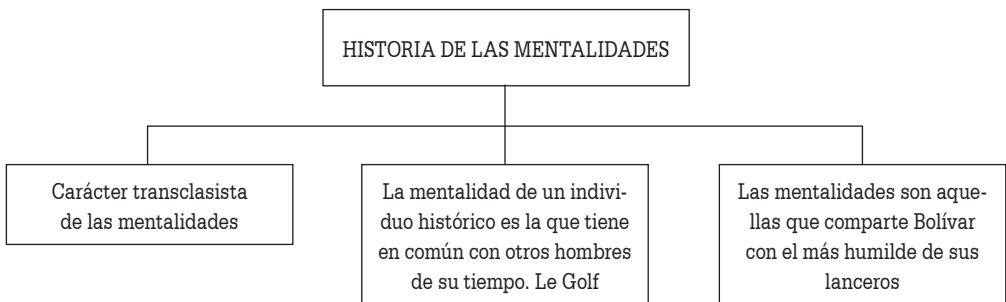 HISTORIA DE LAS MENTALIDADES
Carácter transclasista
de las mentalidades
La mentalidad de un indivi-
duo histórico es la que tiene
en común con otros hombres
de su tiempo. Le Golf
Las mentalidades son aque-
llas que comparte Bolívar
con el más humilde de sus
lanceros